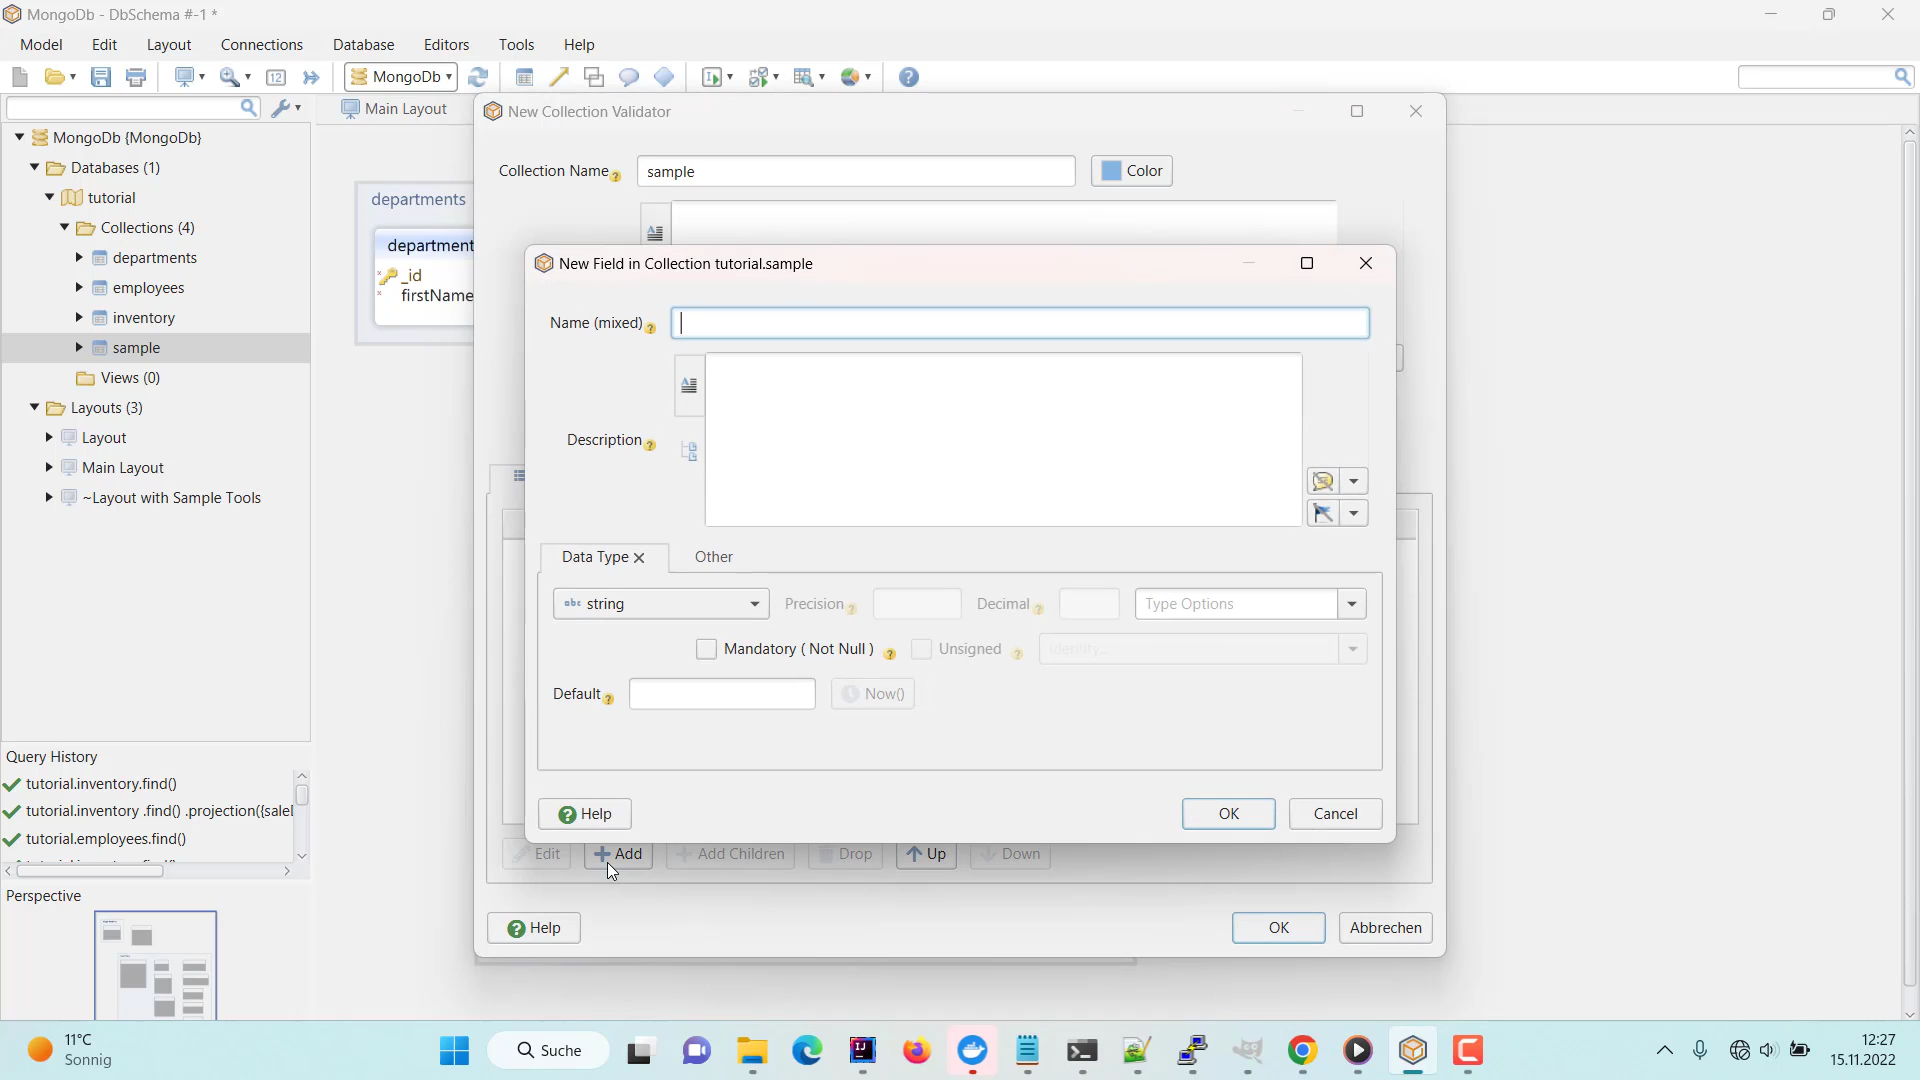 MongoDb - DbSchema #-1 *
Model Edit Layout Connections Database Editors Tools Help
12 MongoDb
Main Layout
MongoDb {MongoDb}
Databases (1)
tutorial
Collections (4)
departments
employees
inventory
sample
Views (0)
Layouts (3)
Layout
Main Layout
~Layout with Sample Tools
Query History
tutorial.inventory.find()
tutorial.inventory .find() .projection({sale
tutorial.employees.find()
Perspective
departments
department
_id
firstName
New Collection Validator
Collection Name sample Color
New Field in Collection tutorial.sample
Name (mixed)
Description
Data Type Other
abc string Precision Decimal Type Options
Mandatory ( Not Null ) Unsigned Identity...
Default Now()
Help OK Cancel
Edit Add Add Children Drop Up Down
Help OK Abbrechen
11°C
Sonnig
Suche
12:27
15.11.2022